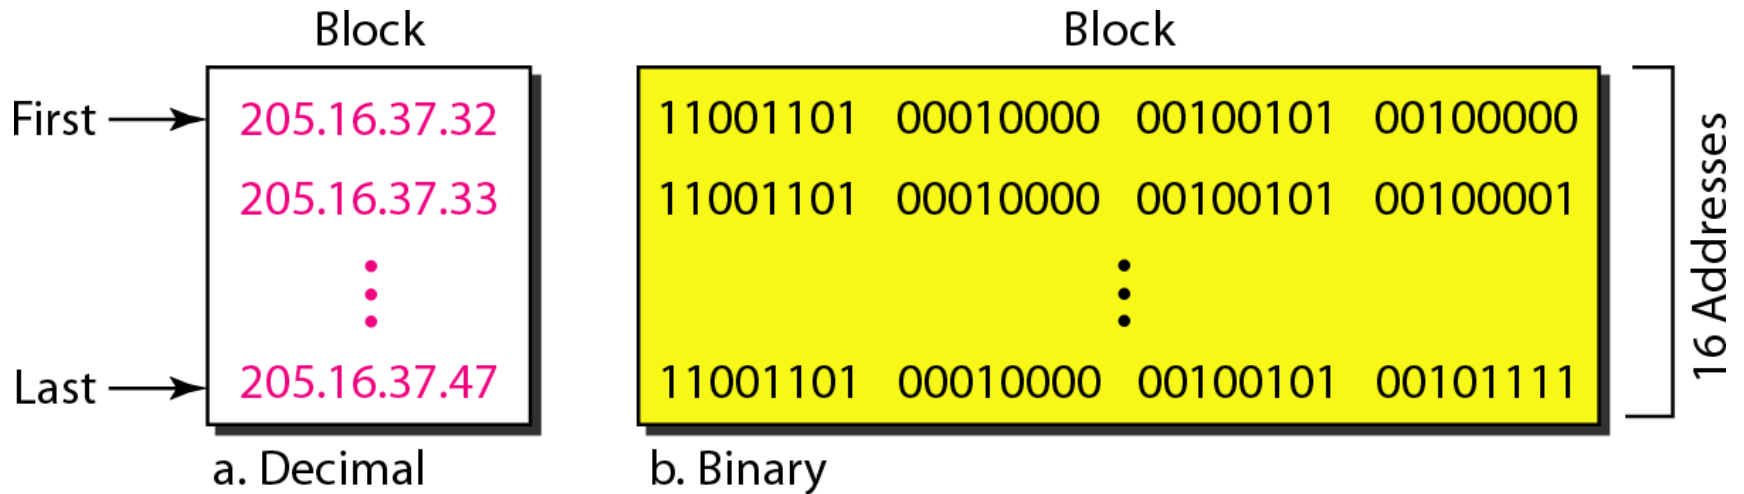 Block
First
205.16.37.32
205.16.37.33
Last
205.16.37.47
a. Decimal
Block
11001101 00010000 00100101 00100000
11001101 00010000 00100101 00100001
11001101 00010000 00100101 00101111
b. Binary
16 Addresses